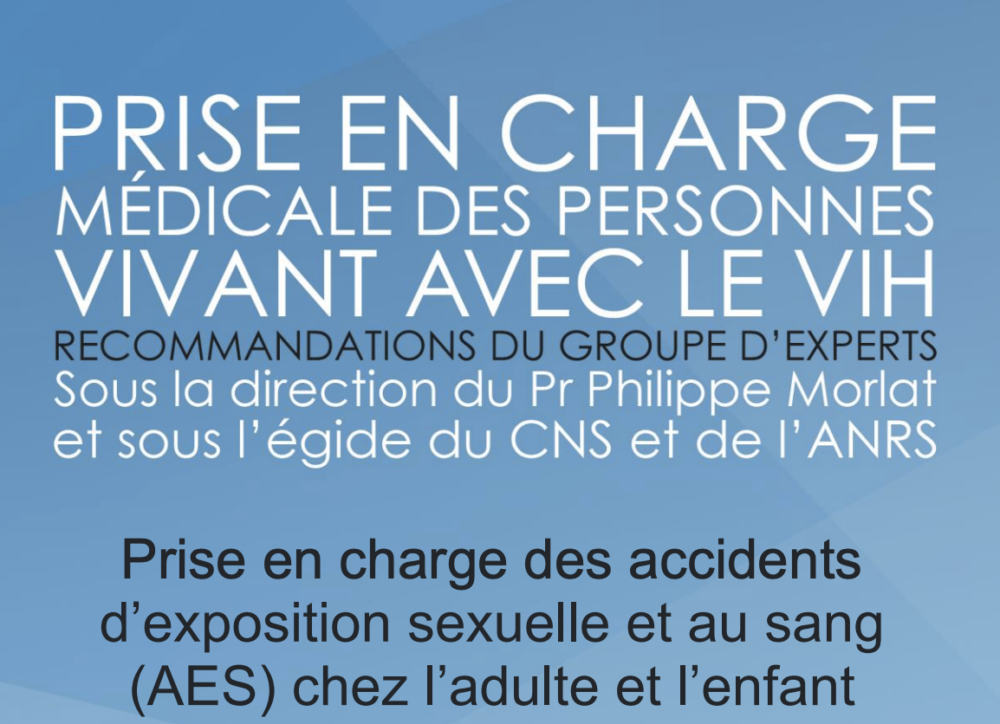 PRISE EN CHARGE
MÉDICALE DES PERSONNES
VIVANT AVEC LE VIH
RECOMMANDATIONS DU GROUPE D'EXPERTS
Sous la direction du Pr Philippe Morlat
et sous l'égide du CNS et de l'ANRS
Prise en charge des accidents
d'exposition sexuelle et au sang
(AES) chez l'adulte et l'enfant